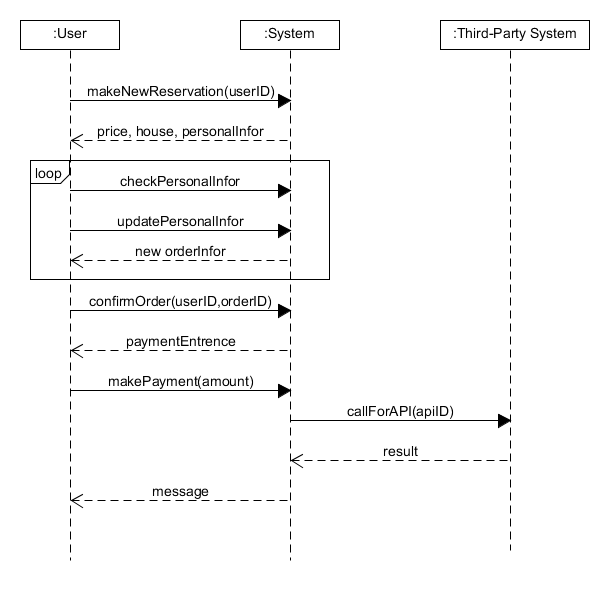 :User
:System
:Third-Party System
makeNewReservation(userID)
price, house, personalInfor
loop
checkPersonalInfor
updatePersonalInfor
new orderInfor
confirmOrder(userID,orderID)
paymentEntrence
makePayment(amount)
callForAPI(apiID)
result
message